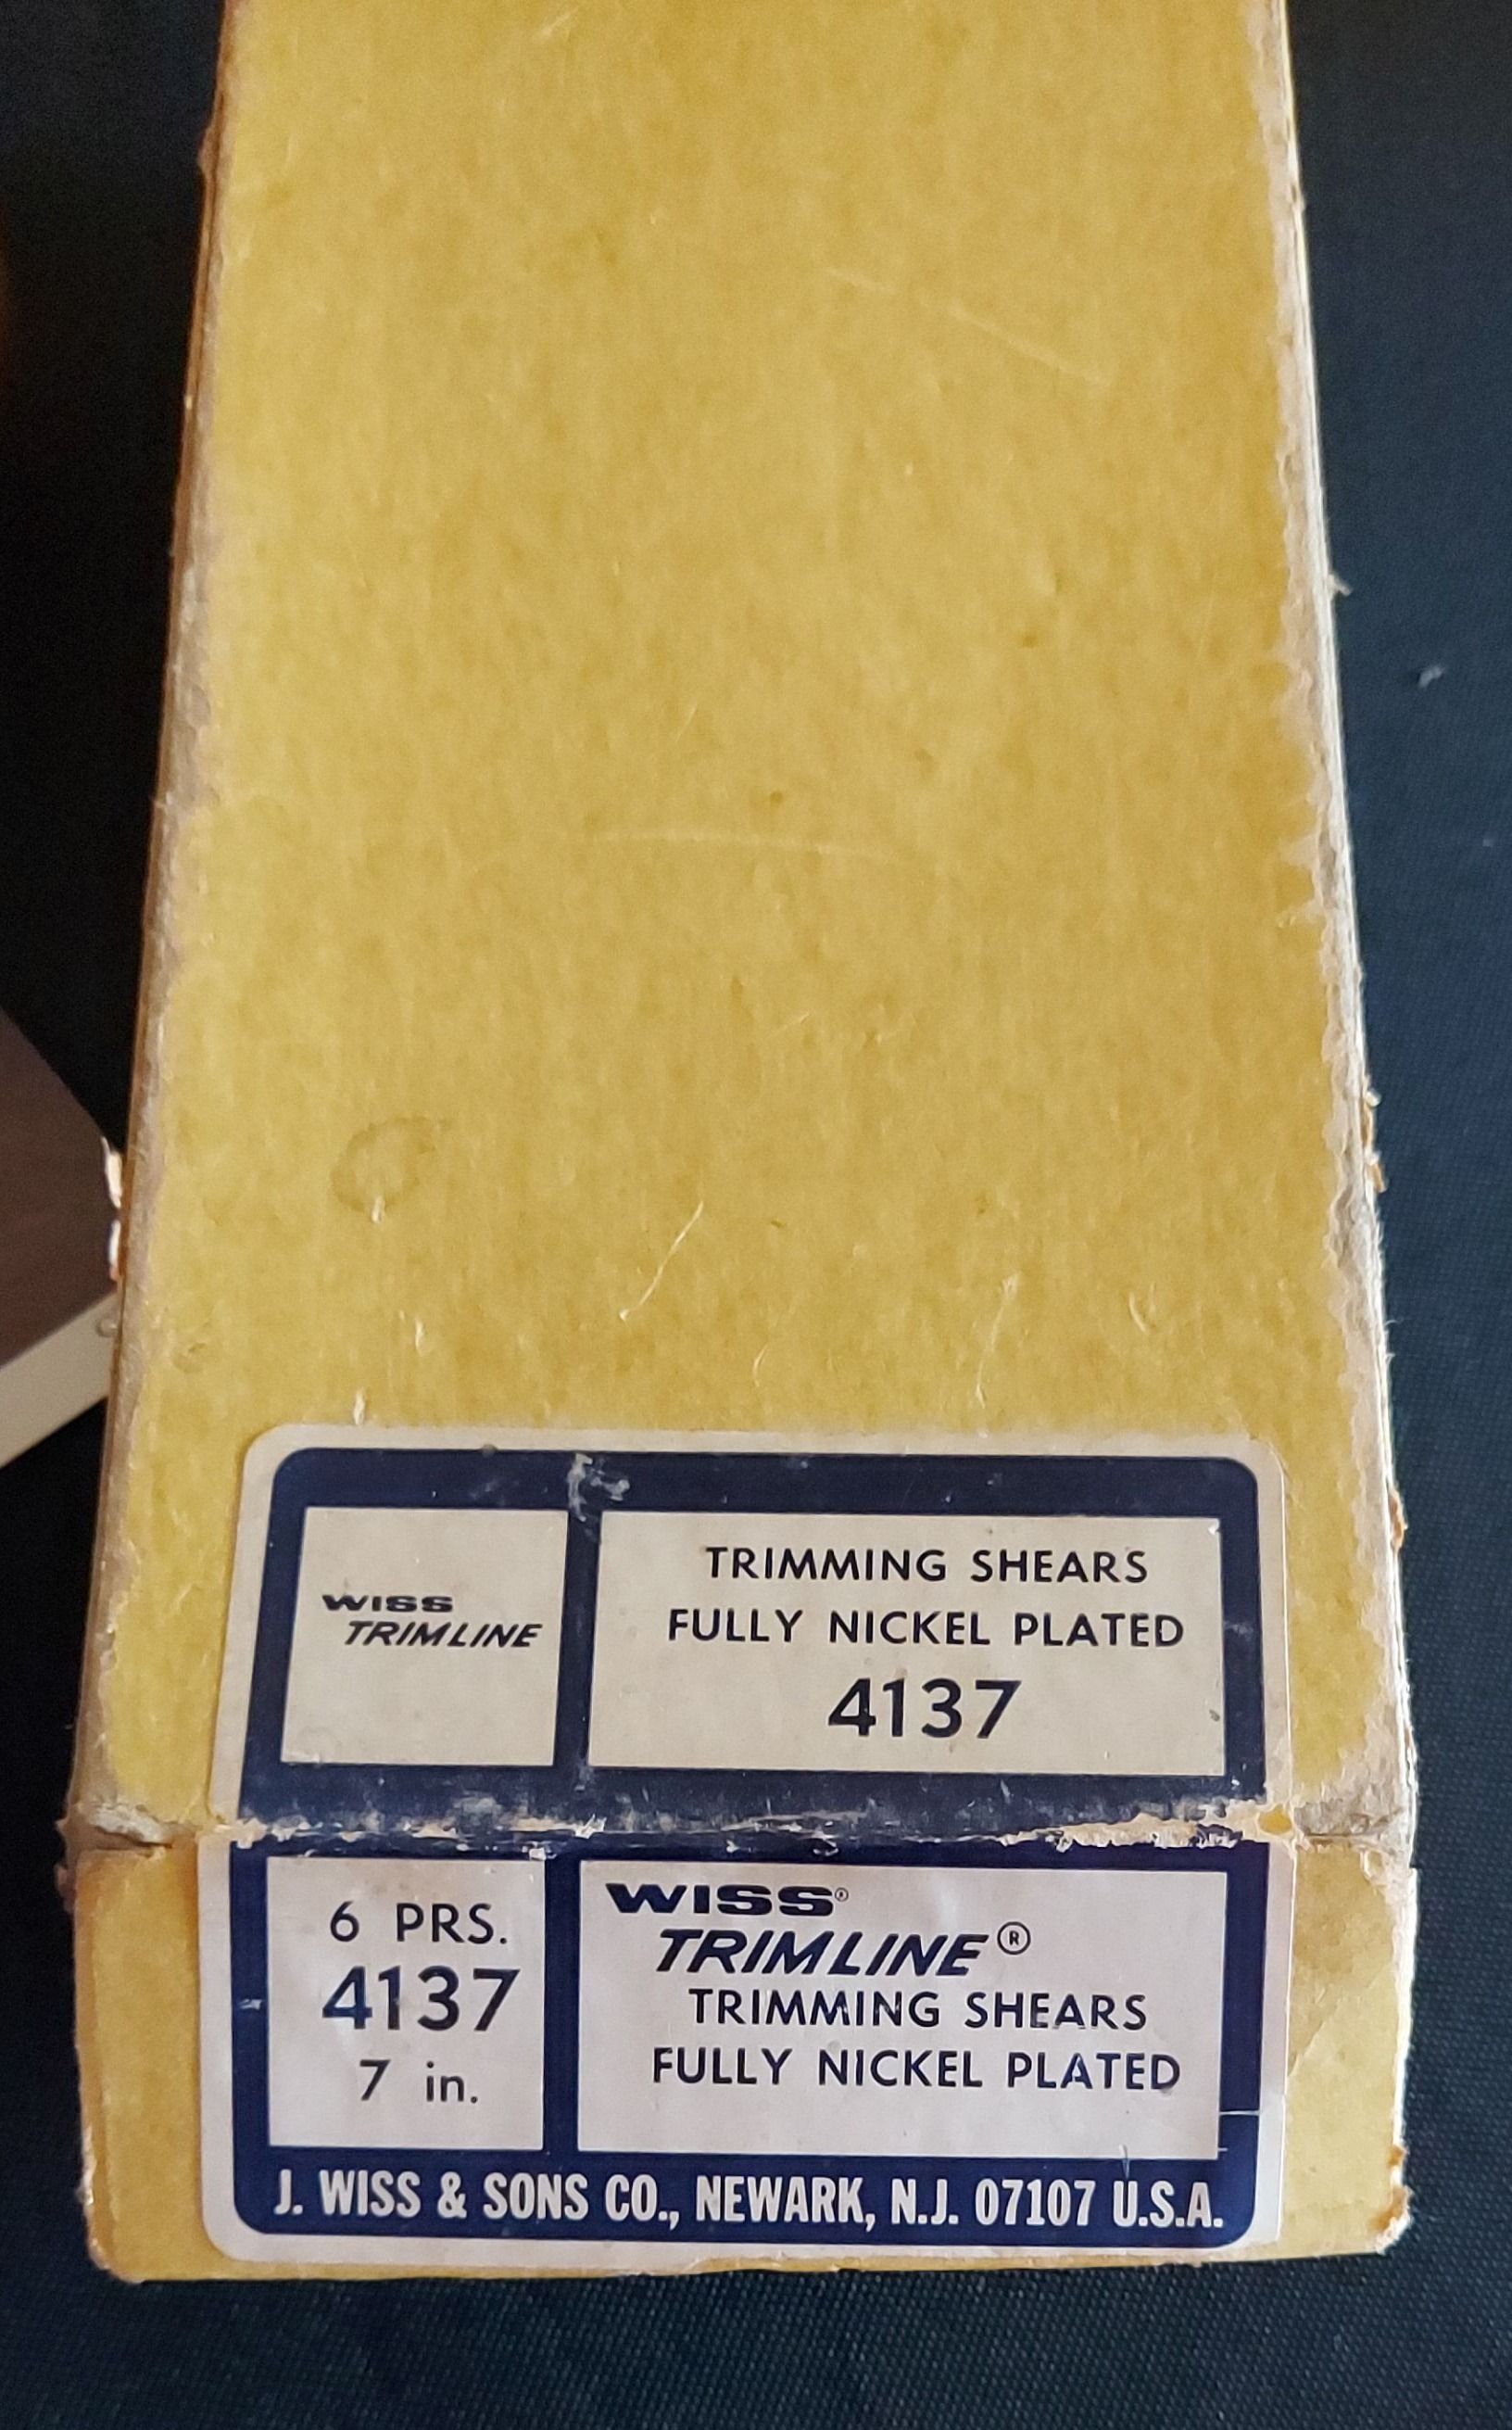 WISS
TRIMLINE
TRIMMING SHEARS
FULLY NICKEL PLATED
4137
6 PRS.
4137
7 in.
WISS®
TRIMLINE®
TRIMMING SHEARS
FULLY NICKEL PLATED
J. WISS & SONS CO., NEWARK, N.J. 07107 U.S.A.